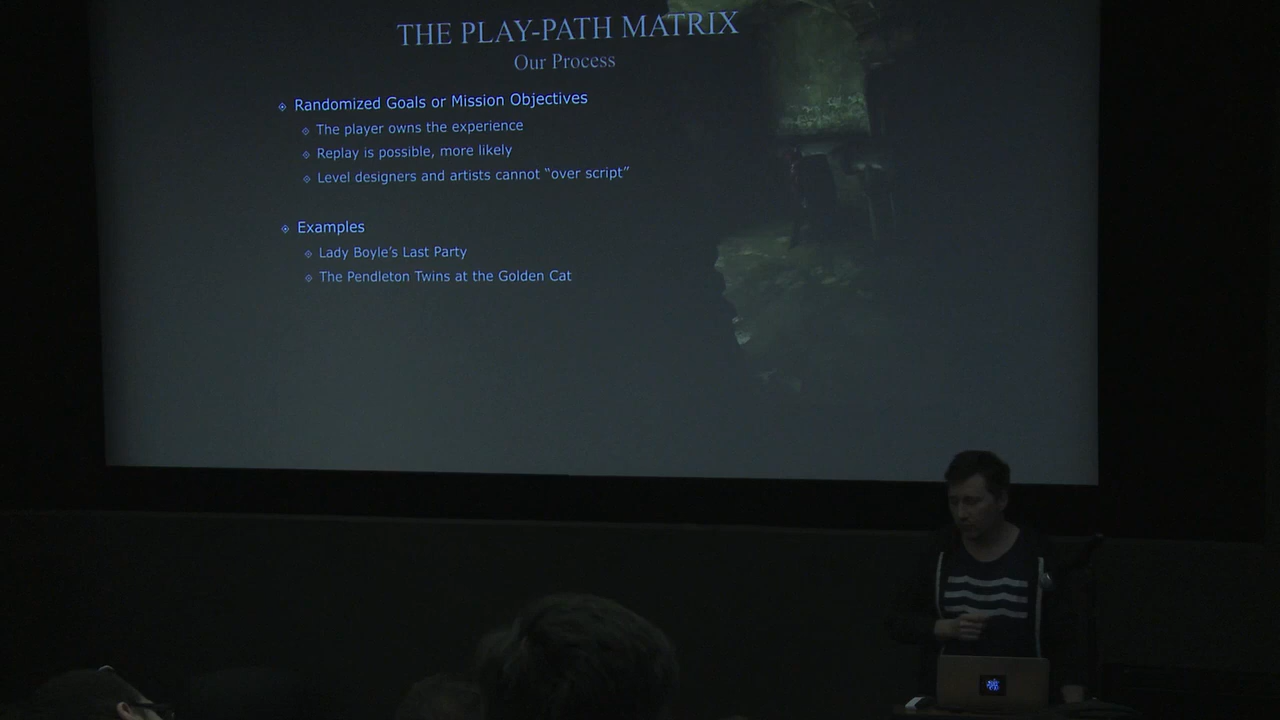 THE PLAY-PATH MATRIX
Our Process
Randomized Goals or Mission Objectives
The player owns the experience
Replay is possible, more likely
Level designers and artists cannot “over script”
Examples
Lady Boyle’s Last Party
The Pendleton Twins at the Golden Cat